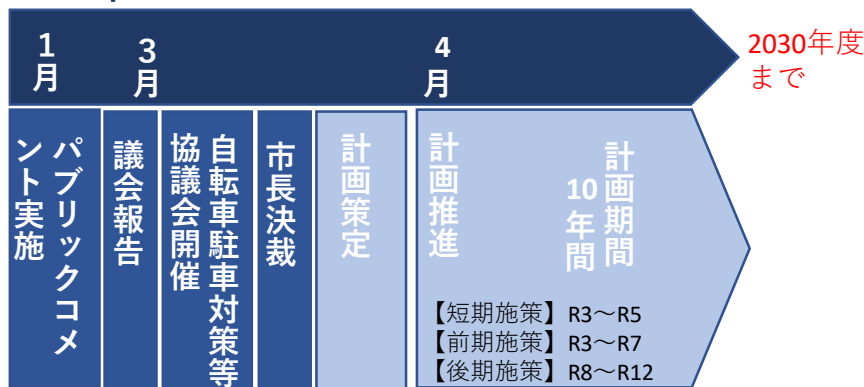 1月
3月
4月
2030年度
まで
パブリックコメ
ント実施
議会報告
自転車駐車対策等
協議会開催
市長決裁
計画策定
計画推進
計画期間
10年間
【短期施策】R3～R5
【前期施策】R3～R7
【後期施策】R8～R12